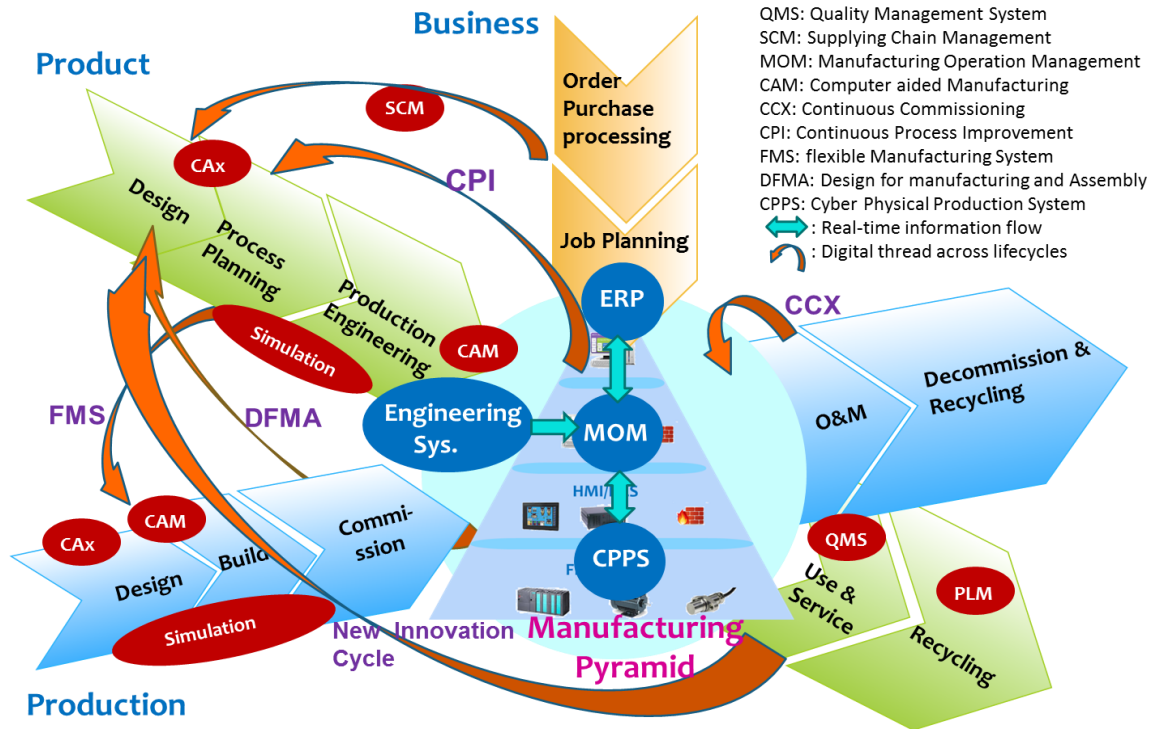 Business
Product
Order
Purchase
processing
SCM
CAx
CPI
Design
Process
Planning
Production
Engineering
Simulation
CAM
Job Planning
ERP
QMS: Quality Management System
SCM: Supplying Chain Management
MOM: Manufacturing Operation Management
CAM: Computer aided Manufacturing
CCX: Continuous Commissioning
CPI: Continuous Process Improvement
FMS: flexible Manufacturing System
DFMA: Design for manufacturing and Assembly
CPPS: Cyber Physical Production System
: Real-time information flow
: Digital thread across lifecycles
CCX
Decommission &
Recycling
O&M
FMS
DFMA
Engineering
Sys.
MOM
HMI/
CPPS
F
CAx
CAM
Design
Build
Commi-
ssion
Simulation
New Innovation
Cycle
Manufacturing
Pyramid
QMS
Use &
Service
PLM
Recycling
Production